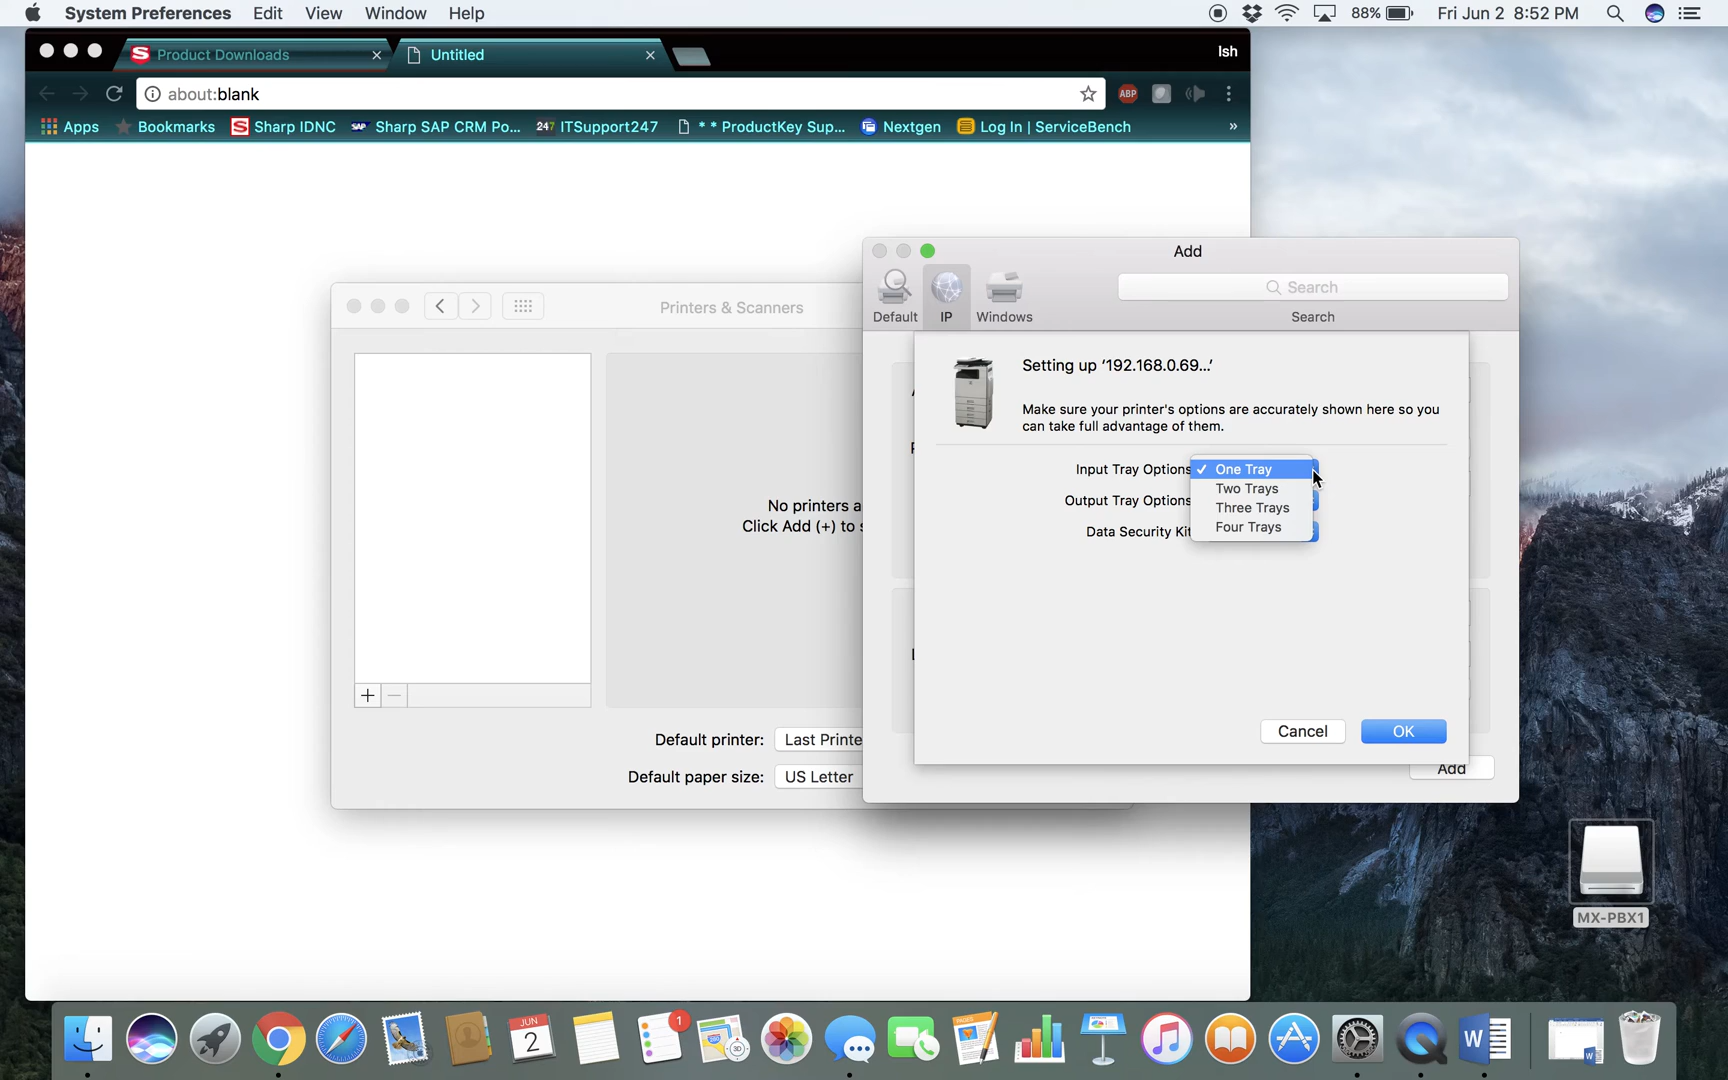 System Preferences Edit View Window Help 88% Fri Jun 2 8:52 PM
Product Downloads Untitled Ish
about:blank ABP
Apps Bookmarks Sharp IDNC SAP Sharp SAP CRM Po... 247 ITSupport247 * * ProductKey Sup... Nextgen Log In | ServiceBench »
Add
Search
Default IP Windows Search
Printers & Scanners
Setting up ‘192.168.0.69...’
Make sure your printer's options are accurately shown here so you
can take full advantage of them.
Input Tray Options ✓ One Tray
Two Trays
Output Tray Options Three Trays
Data Security Kit Four Trays
No printers a
Click Add (+) to s
+ −
Default printer: Last Printe
Default paper size: US Letter
Cancel OK
Add
MX-PBX1
JUN
2
1
3D
W
W